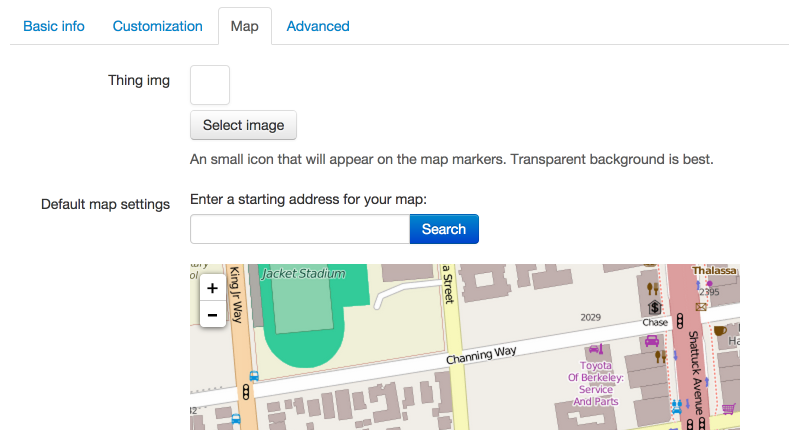 Basic info
Customization
Map
Advanced
Thing img
Select image
An small icon that will appear on the map markers. Transparent background is best.
Default map settings
Enter a starting address for your map:
Search
+
−
Jacket Stadium
King Jr Way
a Street
Thalassa
2395
2029
Chase
$
Channing Way
Shattuck Avenue
Toyota
Of Berkeley:
Service
And Parts